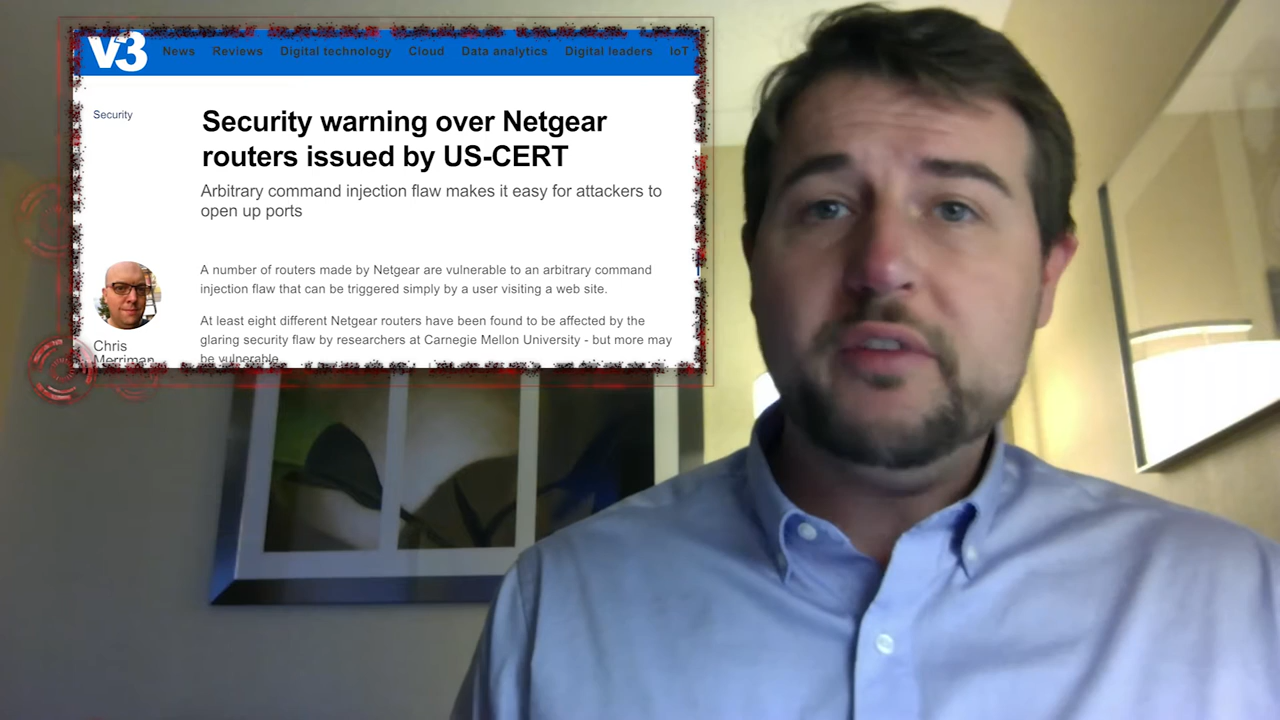 v3 News Reviews Digital technology Cloud Data analytics Digital leaders IoT
Security
Security warning over Netgear
routers issued by US-CERT
Arbitrary command injection flaw makes it easy for attackers to
open up ports
A number of routers made by Netgear are vulnerable to an arbitrary command
injection flaw that can be triggered simply by a user visiting a web site.
At least eight different Netgear routers have been found to be affected by the
glaring security flaw by researchers at Carnegie Mellon University - but more may
be vulnerable
Chris
Merriman